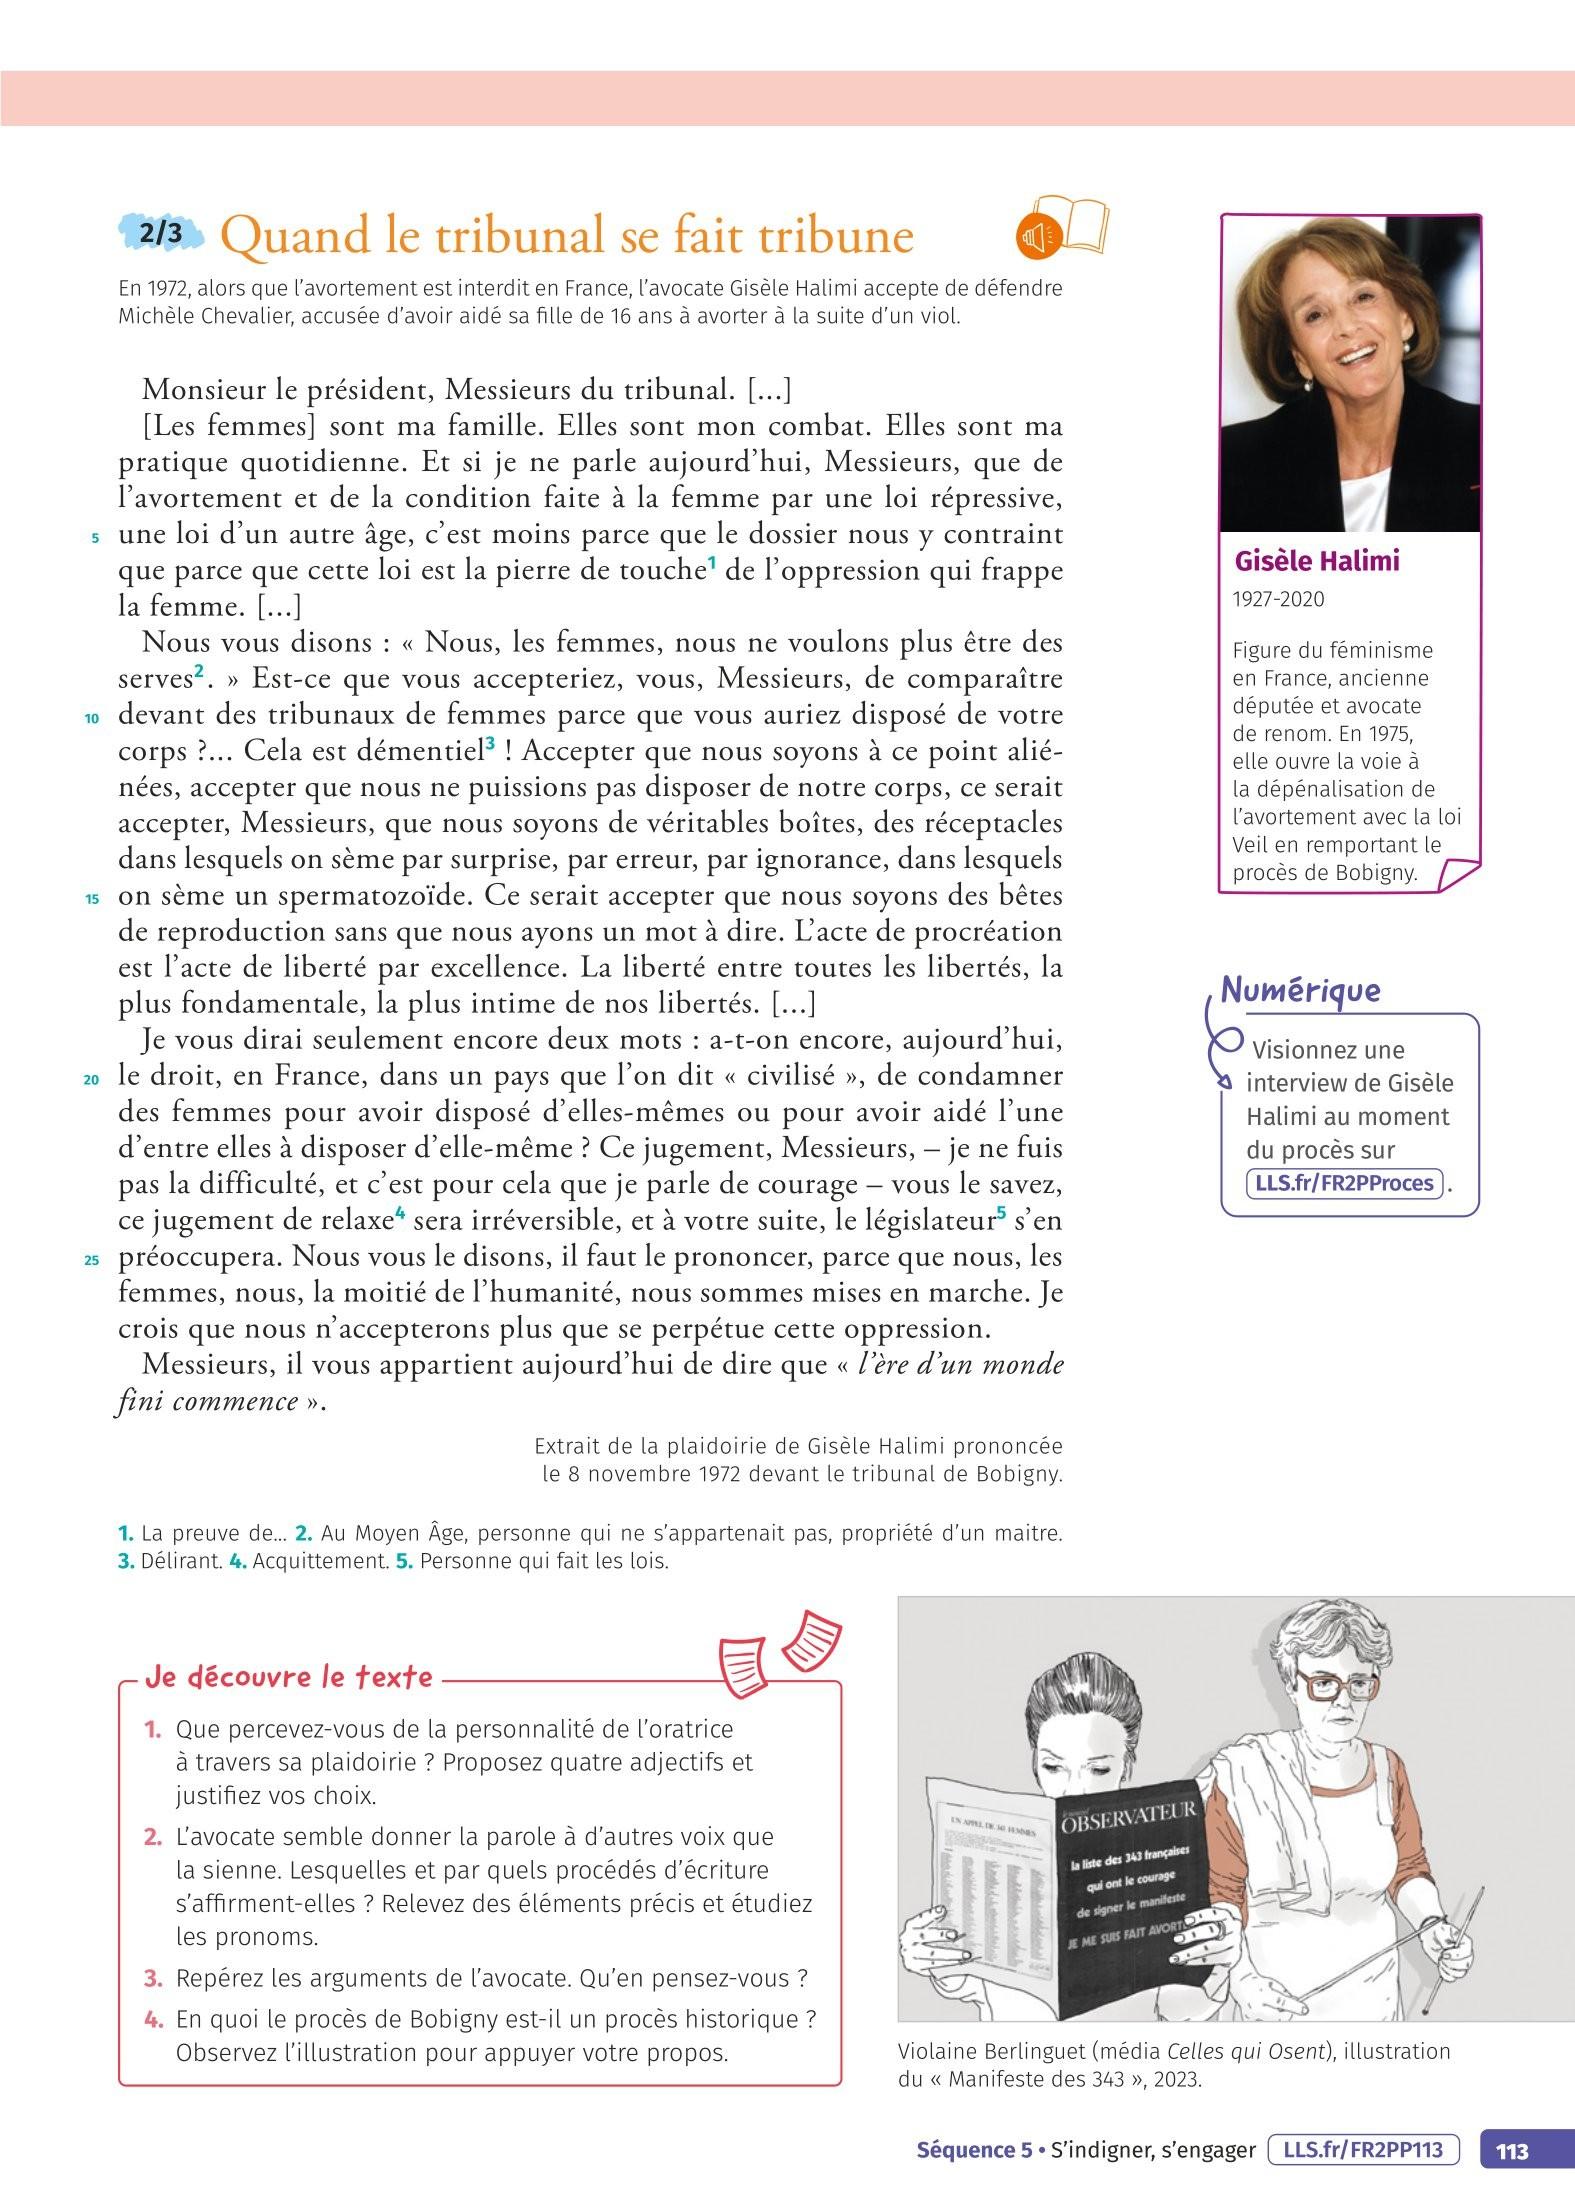 2/3 Quand le tribunal se fait tribune
En 1972, alors que l'avortement est interdit en France, l'avocate Gisèle Halimi accepte de défendre
Michèle Chevalier, accusée d'avoir aidé sa fille de 16 ans à avorter à la suite d'un viol.
Monsieur le président, Messieurs du tribunal. [...]
[Les femmes] sont ma famille. Elles sont mon combat. Elles sont ma
pratique quotidienne. Et si je ne parle aujourd'hui, Messieurs, que de
l'avortement et de la condition faite à la femme par une loi répressive,
5 une loi d'un autre âge, c'est moins parce que le dossier nous y contraint
que parce que cette loi est la pierre de touche1 de l'oppression qui frappe
la femme. [...]
Nous vous disons : « Nous, les femmes, nous ne voulons plus être des
serves2. » Est-ce que vous accepteriez, vous, Messieurs, de comparaître
10 devant des tribunaux de femmes parce que vous auriez disposé de votre
corps ?... Cela est démentiel3 ! Accepter que nous soyons à ce point alié-
nées, accepter que nous ne puissions pas disposer de notre corps, ce serait
accepter, Messieurs, que nous soyons de véritables boîtes, des réceptacles
dans lesquels on sème par surprise, par erreur, par ignorance, dans lesquels
15 on sème un spermatozoïde. Ce serait accepter que nous soyons des bêtes
de reproduction sans que nous ayons un mot à dire. L'acte de procréation
est l'acte de liberté par excellence. La liberté entre toutes les libertés, la
plus fondamentale, la plus intime de nos libertés. [...]
Je vous dirai seulement encore deux mots : a-t-on encore, aujourd'hui,
20 le droit, en France, dans un pays que l'on dit « civilisé », de condamner
des femmes pour avoir disposé d'elles-mêmes ou pour avoir aidé l'une
d'entre elles à disposer d'elle-même ? Ce jugement, Messieurs, – je ne fuis
pas la difficulté, et c'est pour cela que je parle de courage – vous le savez,
ce jugement de relaxe4 sera irréversible, et à votre suite, le législateur5 s'en
25 préoccupera. Nous vous le disons, il faut le prononcer, parce que nous, les
femmes, nous, la moitié de l'humanité, nous sommes mises en marche. Je
crois que nous n'accepterons plus que se perpétue cette oppression.
Messieurs, il vous appartient aujourd'hui de dire que « l'ère d'un monde
fini commence ».
Extrait de la plaidoirie de Gisèle Halimi prononcée
le 8 novembre 1972 devant le tribunal de Bobigny.
1. La preuve de... 2. Au Moyen Âge, personne qui ne s'appartenait pas, propriété d'un maitre.
3. Délirant. 4. Acquittement. 5. Personne qui fait les lois.
Gisèle Halimi
1927-2020
Figure du féminisme
en France, ancienne
députée et avocate
de renom. En 1975,
elle ouvre la voie à
la dépénalisation de
l'avortement avec la loi
Veil en remportant le
procès de Bobigny.
Numérique
Visionnez une
interview de Gisèle
Halimi au moment
du procès sur
LLS.fr/FR2PProces .
Je découvre le texte
1. Que percevez-vous de la personnalité de l'oratrice
à travers sa plaidoirie ? Proposez quatre adjectifs et
justifiez vos choix.
2. L'avocate semble donner la parole à d'autres voix que
la sienne. Lesquelles et par quels procédés d'écriture
s'affirment-elles ? Relevez des éléments précis et étudiez
les pronoms.
3. Repérez les arguments de l'avocate. Qu'en pensez-vous ?
4. En quoi le procès de Bobigny est-il un procès historique ?
Observez l'illustration pour appuyer votre propos.
UN APPEL DE 343 FEMMES
le nouvel
OBSERVATEUR
la liste des 343 françaises
qui ont le courage
de signer le manifeste
JE ME SUIS FAIT AVORT
Violaine Berlinguet (média Celles qui Osent), illustration
du « Manifeste des 343 », 2023.
Séquence 5 • S'indigner, s'engager LLS.fr/FR2PP113 113